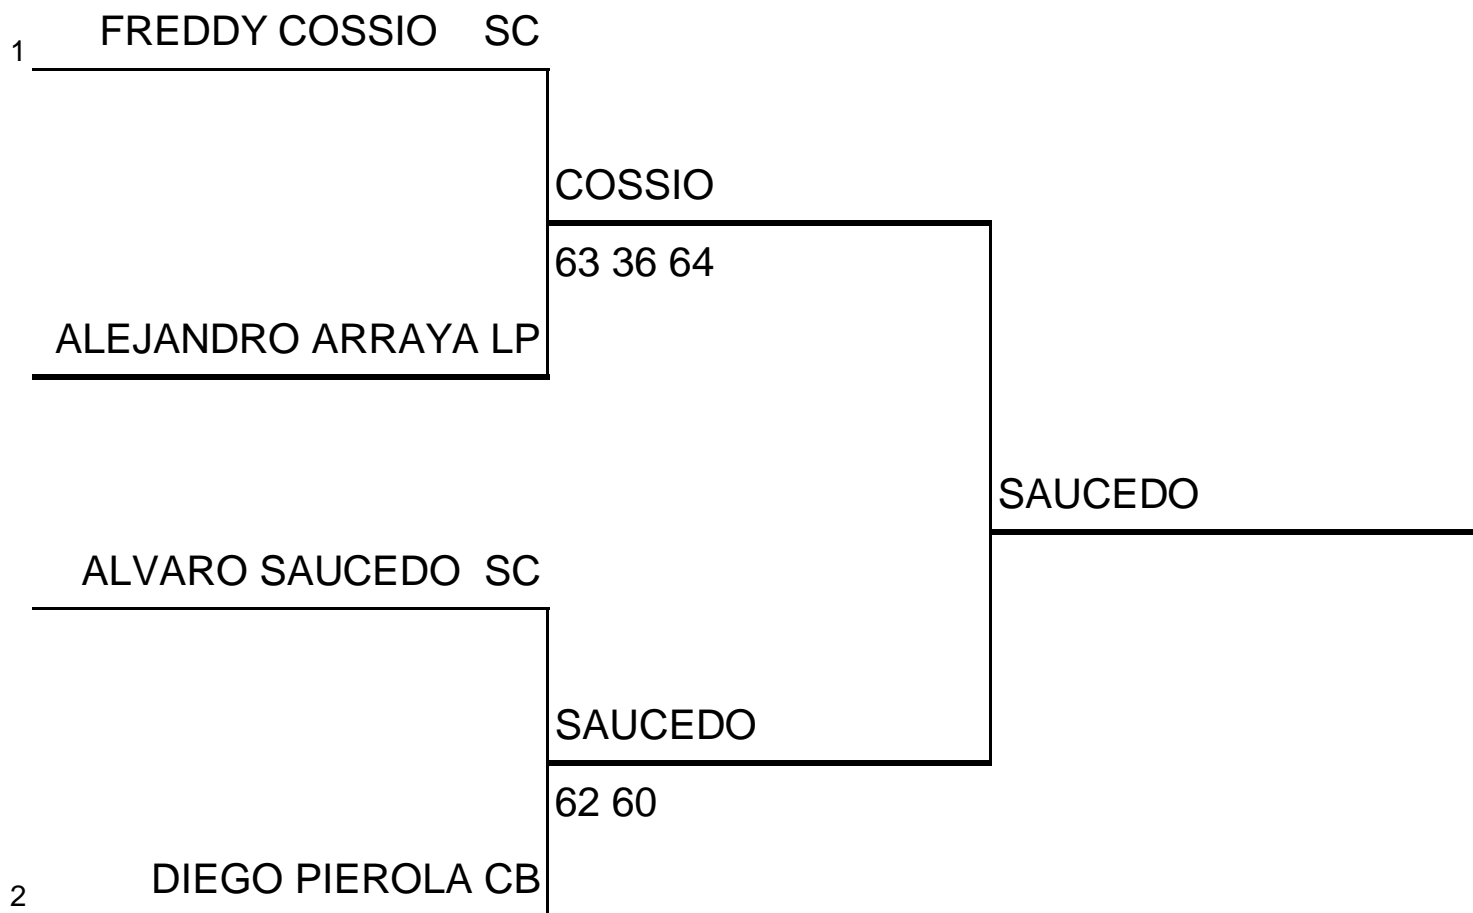 1 FREDDY COSSIO SC
COSSIO
63 36 64
ALEJANDRO ARRAYA LP
SAUCEDO
ALVARO SAUCEDO SC
SAUCEDO
62 60
2 DIEGO PIEROLA CB